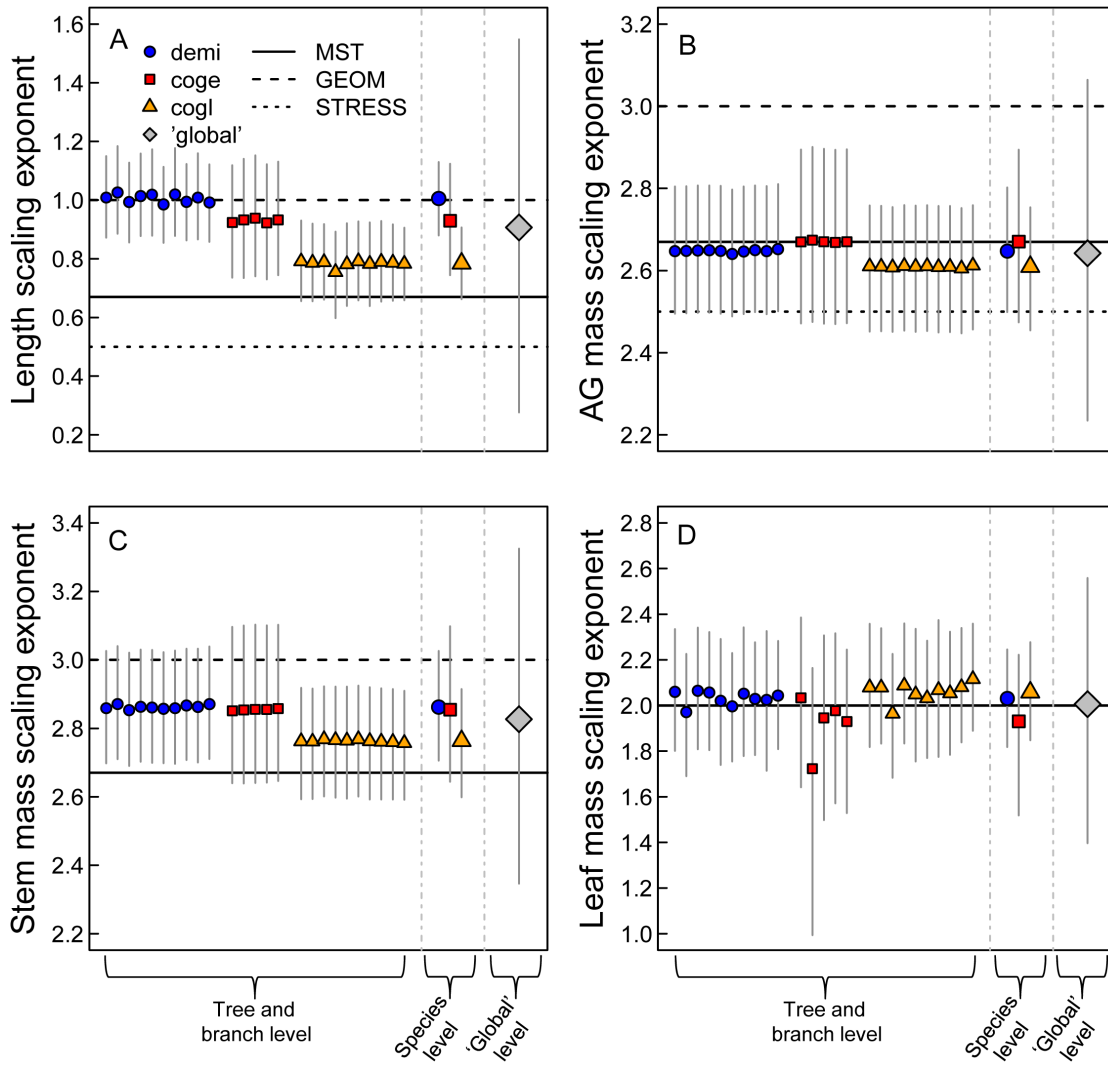 A
demi
MST
coge
GEOM
cogl
STRESS
'global'
Length scaling exponent
1.6
1.4
1.2
1.0
0.8
0.6
0.4
0.2
B
AG mass scaling exponent
3.2
3.0
2.8
2.6
2.4
2.2
C
Stem mass scaling exponent
3.4
3.2
3.0
2.8
2.6
2.4
2.2
D
Leaf mass scaling exponent
2.8
2.6
2.4
2.2
2.0
1.8
1.6
1.4
1.2
1.0
Tree and
branch level
Species
level
'Global'
level
Tree and
branch level
Species
level
'Global'
level